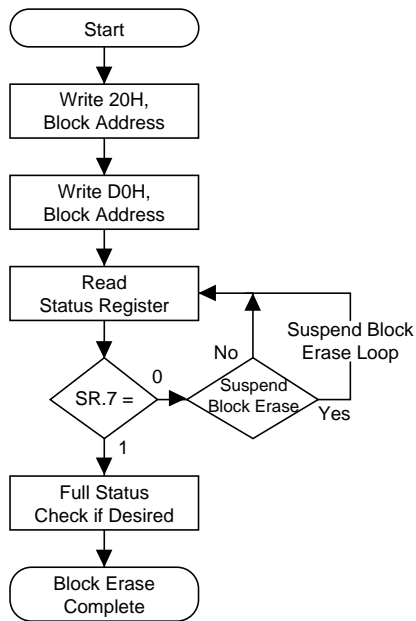 Start
Write 20H,
Block Address
Write D0H,
Block Address
Read
Status Register
Suspend Block
Erase Loop
No
0
SR.7 =
Suspend
Block Erase
Yes
1
Full Status
Check if Desired
Block Erase
Complete